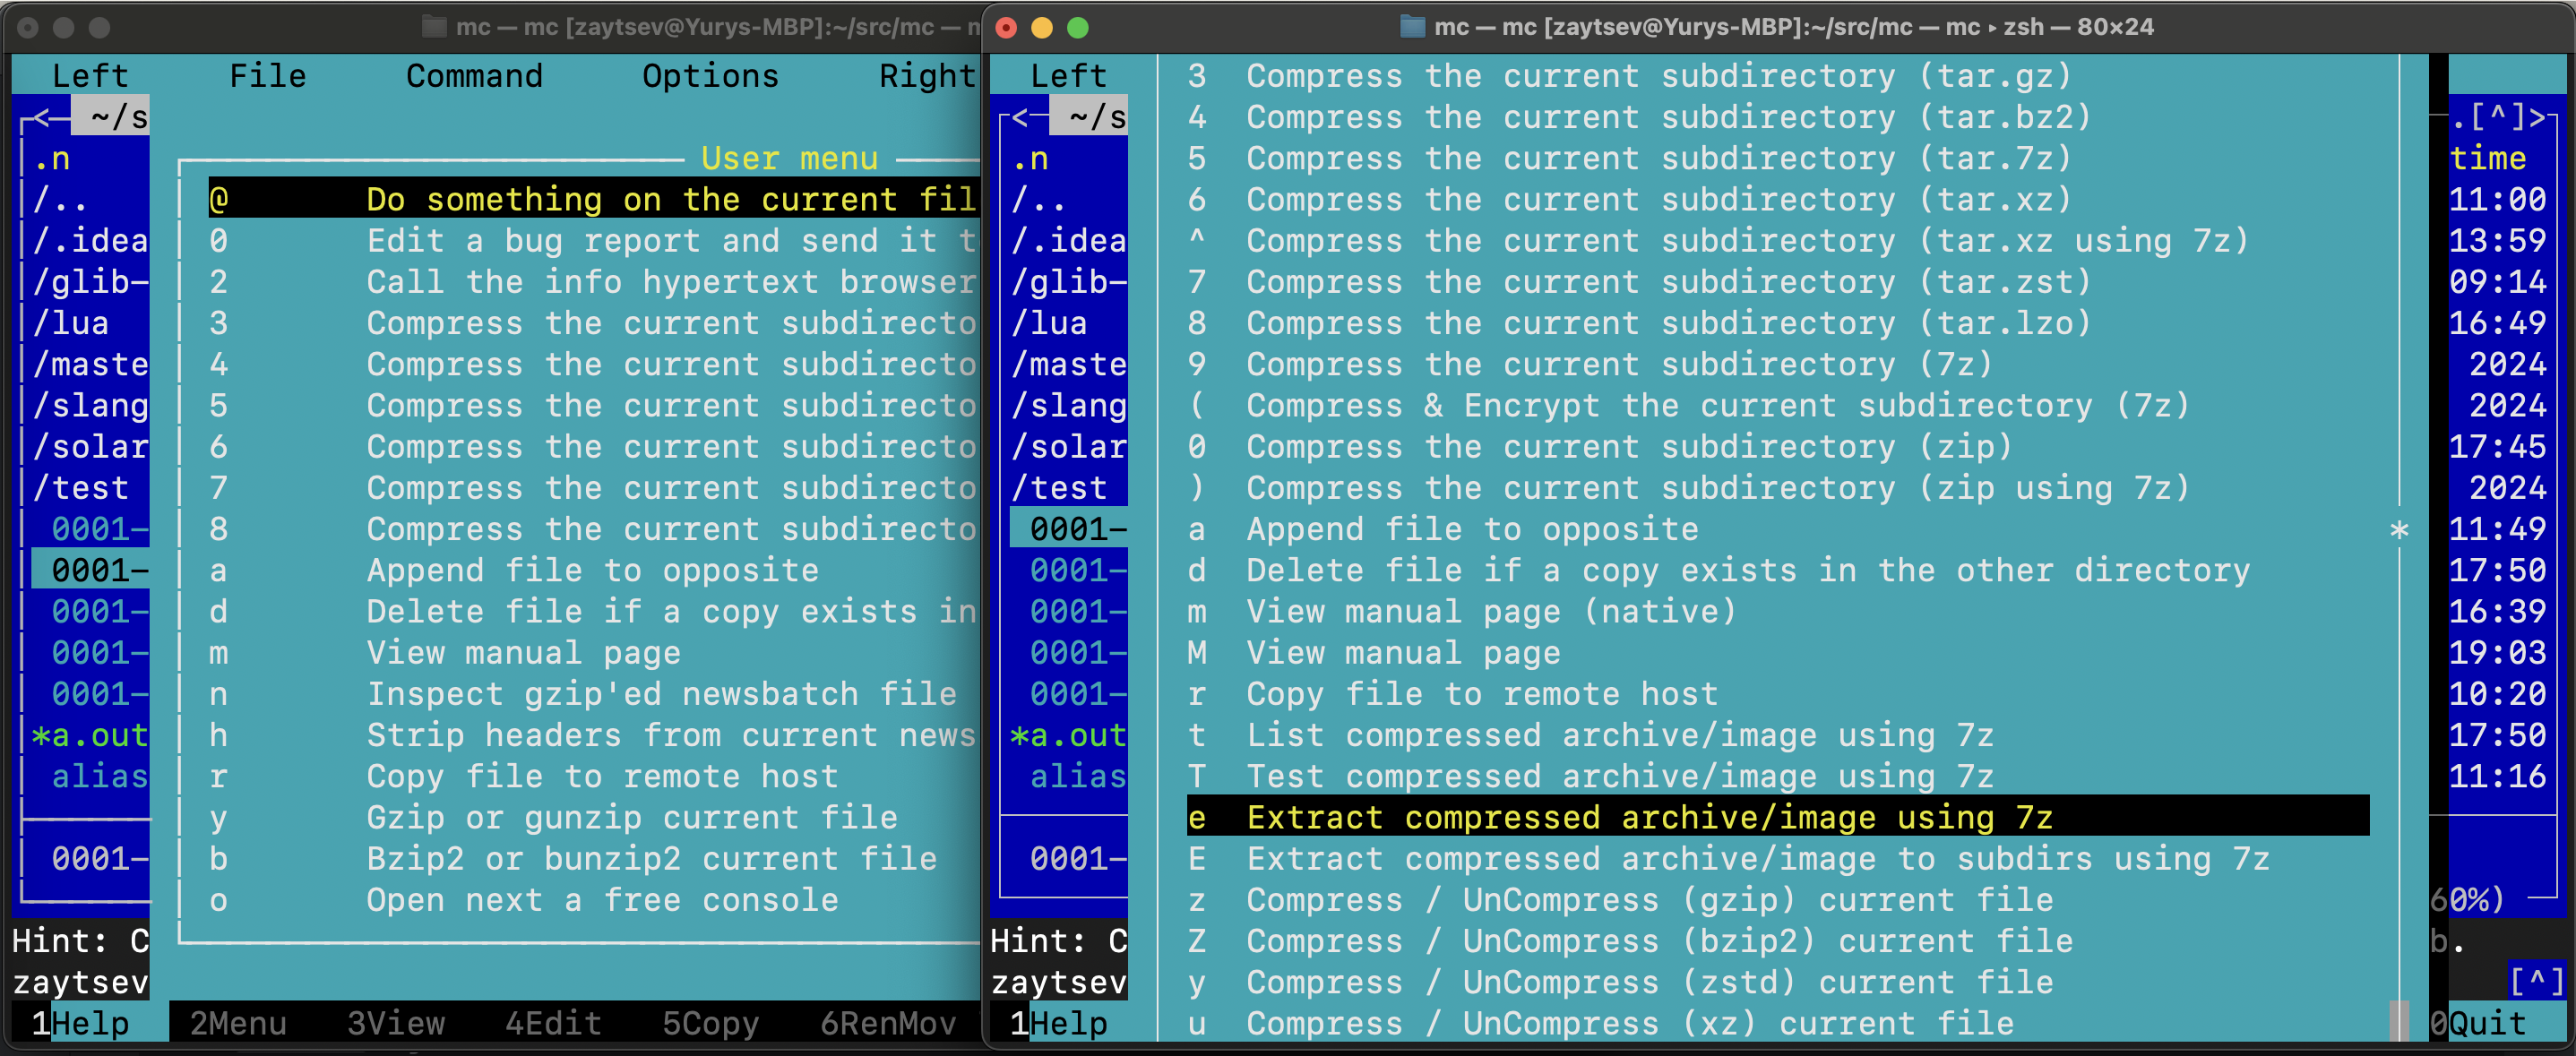 mc — mc [zaytsev@Yurys-MBP]:~/src/mc — m
Left File Command Options Right
<— ~/s
.n
User menu
/..
@ Do something on the current fil
/.idea
0 Edit a bug report and send it t
/glib-
2 Call the info hypertext browser
/lua
3 Compress the current subdirecto
/maste
4 Compress the current subdirecto
/slang
5 Compress the current subdirecto
/solar
6 Compress the current subdirecto
/test
7 Compress the current subdirecto
0001-
8 Compress the current subdirecto
0001-
a Append file to opposite
0001-
d Delete file if a copy exists in
0001-
m View manual page
0001-
n Inspect gzip'ed newsbatch file
*a.out
h Strip headers from current news
alias
r Copy file to remote host
y Gzip or gunzip current file
0001-
b Bzip2 or bunzip2 current file
o Open next a free console
Hint: C
zaytsev
1Help 2Menu 3View 4Edit 5Copy 6RenMov
mc — mc [zaytsev@Yurys-MBP]:~/src/mc — mc ▸ zsh — 80×24
Left
3 Compress the current subdirectory (tar.gz)
<— ~/s
4 Compress the current subdirectory (tar.bz2)
.[^]>
.n
5 Compress the current subdirectory (tar.7z)
time
/..
6 Compress the current subdirectory (tar.xz)
11:00
/.idea
^ Compress the current subdirectory (tar.xz using 7z)
13:59
/glib-
7 Compress the current subdirectory (tar.zst)
09:14
/lua
8 Compress the current subdirectory (tar.lzo)
16:49
/maste
9 Compress the current subdirectory (7z)
2024
/slang
( Compress & Encrypt the current subdirectory (7z)
2024
/solar
0 Compress the current subdirectory (zip)
17:45
/test
) Compress the current subdirectory (zip using 7z)
2024
0001-
a Append file to opposite
*
11:49
0001-
d Delete file if a copy exists in the other directory
17:50
0001-
m View manual page (native)
16:39
0001-
M View manual page
19:03
0001-
r Copy file to remote host
10:20
*a.out
t List compressed archive/image using 7z
17:50
alias
T Test compressed archive/image using 7z
11:16
e Extract compressed archive/image using 7z
0001-
E Extract compressed archive/image to subdirs using 7z
z Compress / UnCompress (gzip) current file
60%)
Hint: C
Z Compress / UnCompress (bzip2) current file
b.
zaytsev
y Compress / UnCompress (zstd) current file
[^]
1Help
u Compress / UnCompress (xz) current file
0Quit